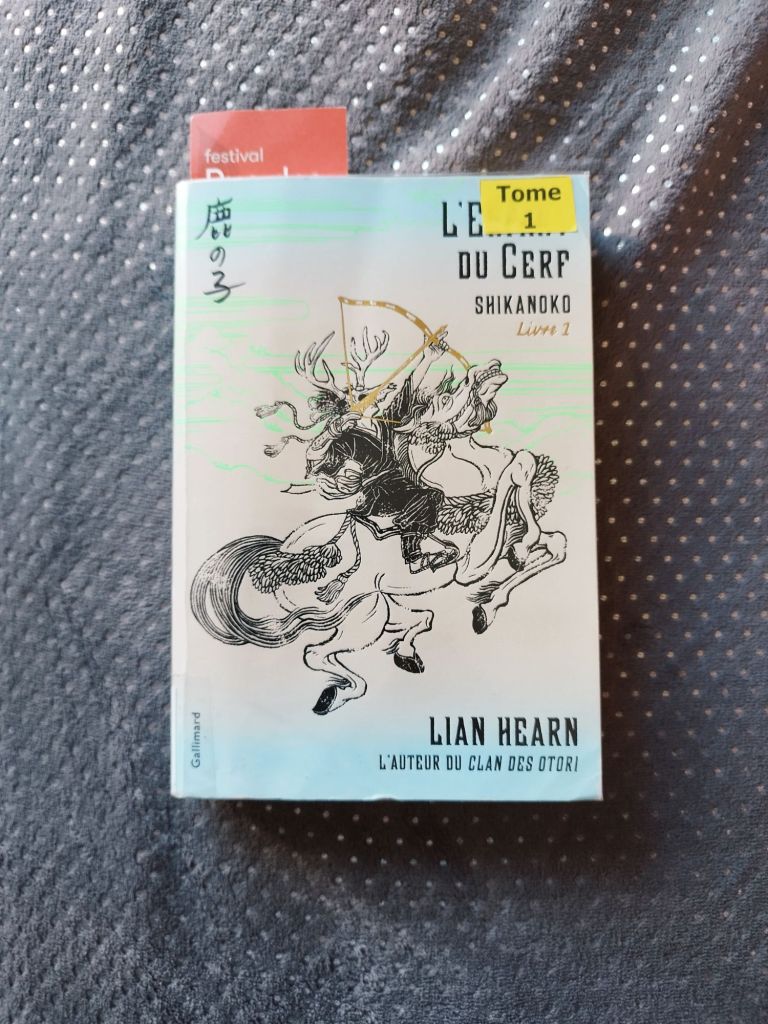 festival
鹿の子
Tome
1
DU CERF
SHIKANOKO
Livre 1
Gallimard
LIAN HEARN
L'AUTEUR DU CLAN DES OTORI